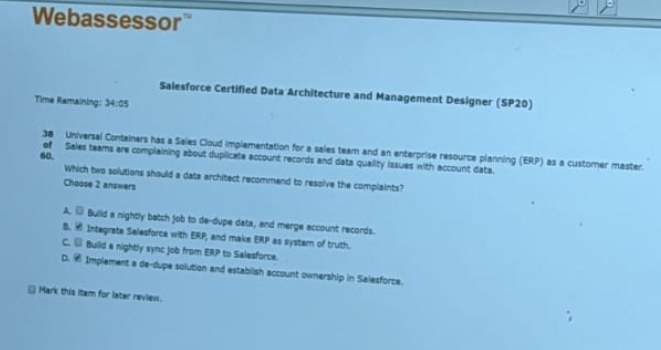 Webassessor™
Salesforce Certified Data Architecture and Management Designer (SP20)
Time Remaining: 34:05
38 Universal Containers has a Sales Cloud implementation for a sales team and an enterprise resource planning (ERP) as a customer master.
of Sales teams are complaining about duplicate account records and data quality issues with account data.
60.
Which two solutions should a data architect recommend to resolve the complaints?
Choose 2 answers
A. Build a nightly batch job to de-dupe data, and merge account records.
B. Integrate Salesforce with ERP, and make ERP as system of truth.
C. Build a nightly sync job from ERP to Salesforce.
D. Implement a de-dupe solution and establish account ownership in Salesforce.
Mark this item for later review.